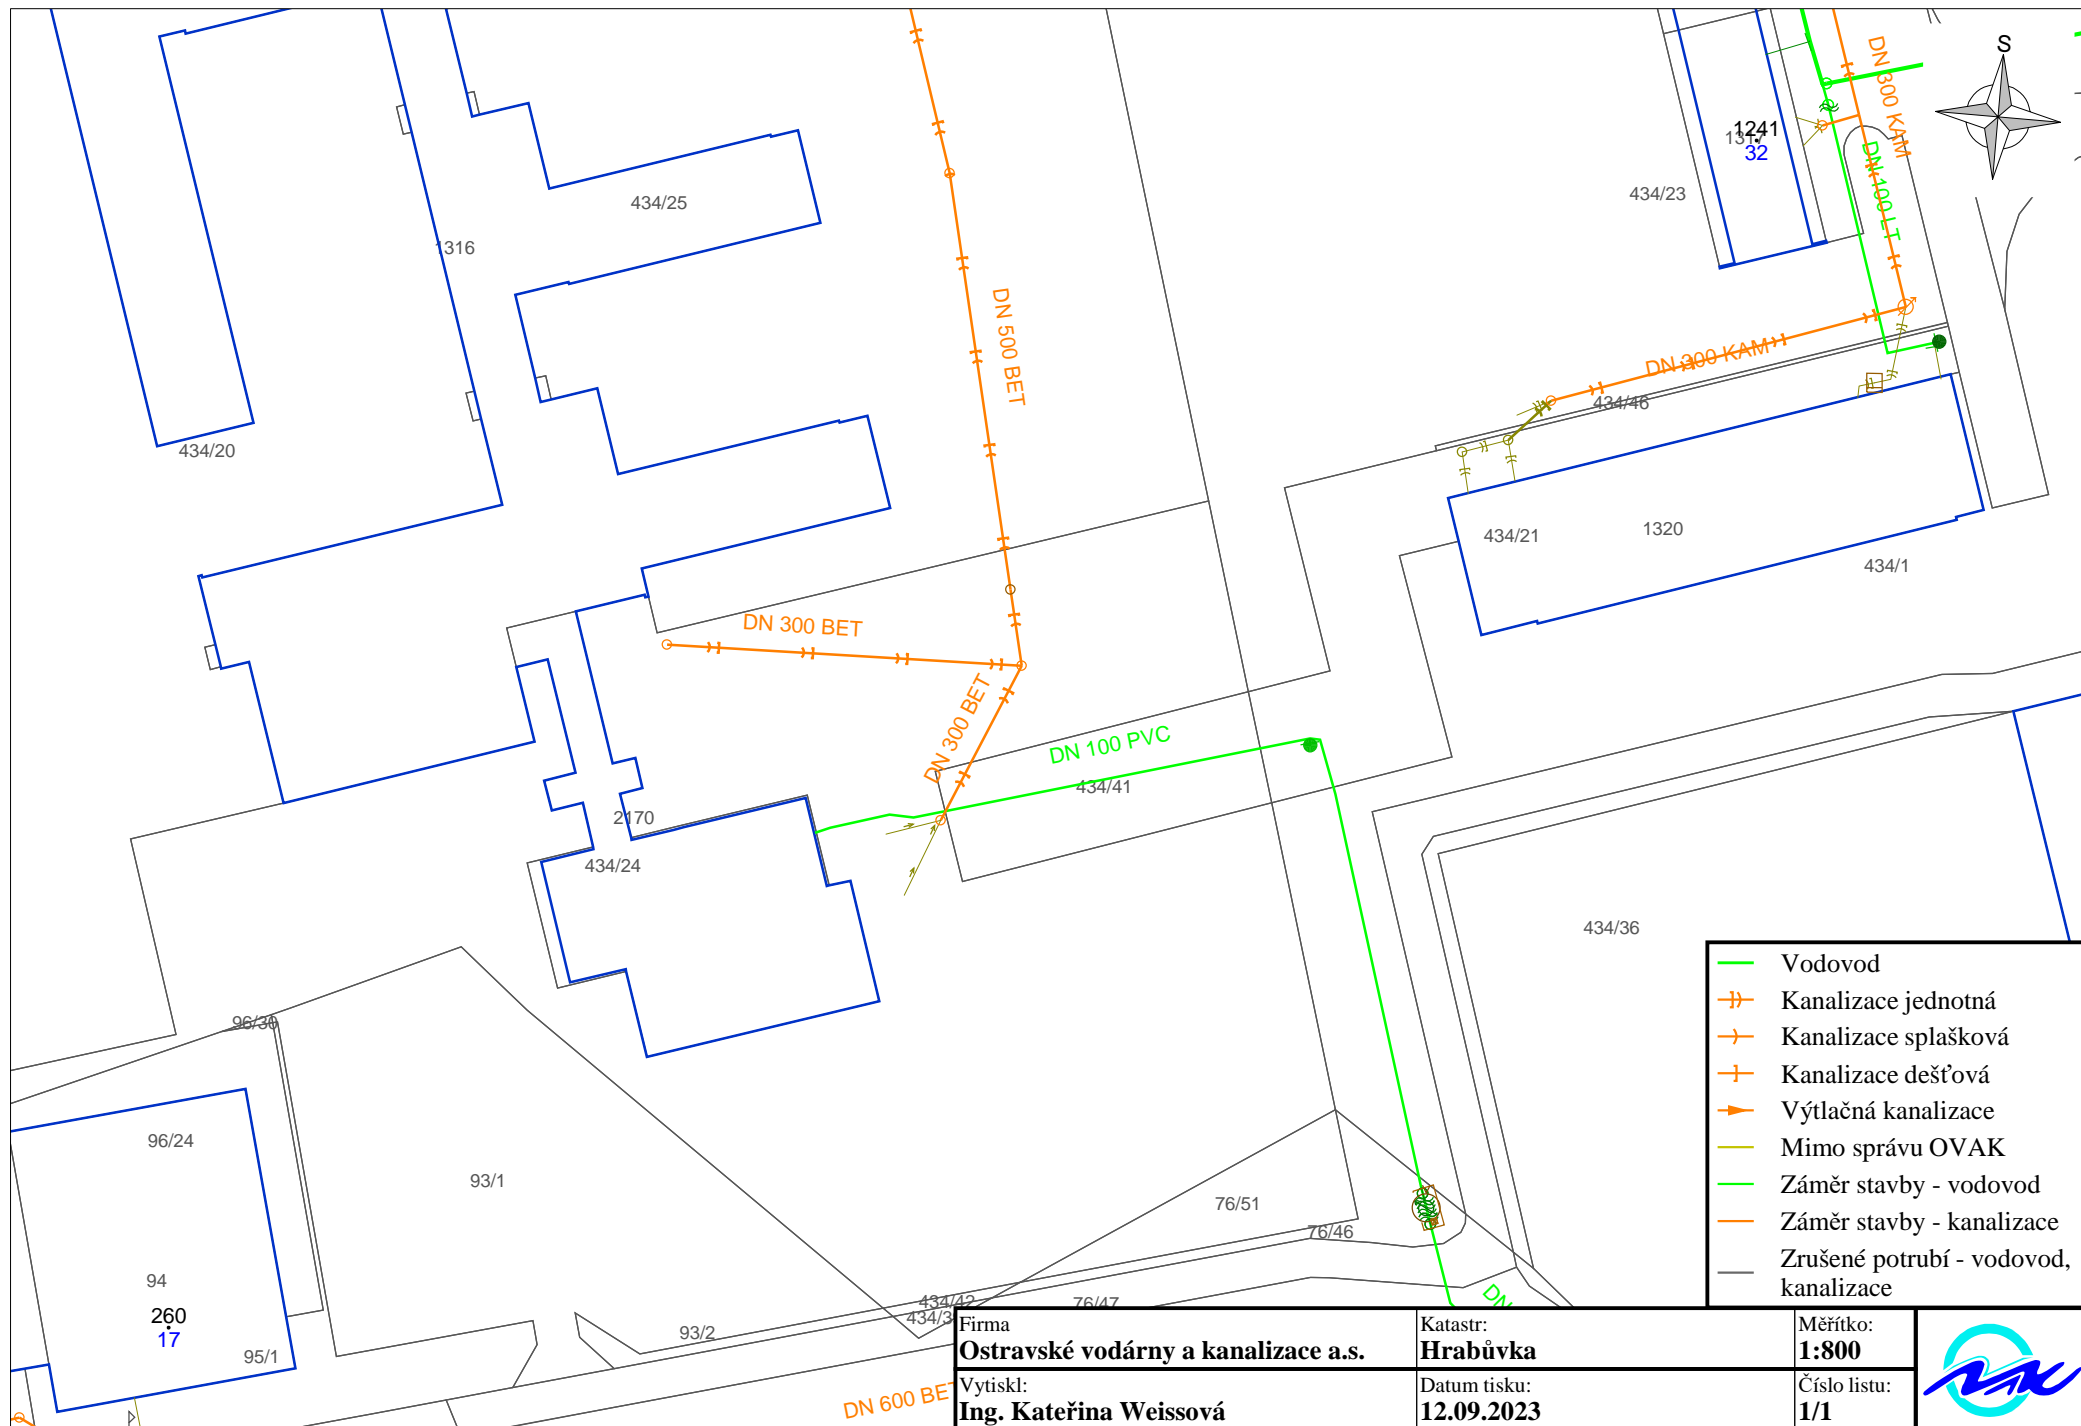 S
DN 300 KAM
1241
1317
32
DN 100 LT
434/23
434/25
1316
DN 500 BET
DN 300 KAM
434/46
434/20
434/21
1320
434/1
DN 300 BET
DN 300 BET
DN 100 PVC
434/41
2170
434/24
434/36
96/24
93/1
76/51
76/46
94
260
17
95/1
93/2
434/42
76/47
DN
DN 600 BET
Vodovod
Kanalizace jednotná
Kanalizace splašková
Kanalizace dešťová
Výtlačná kanalizace
Mimo správu OVAK
Záměr stavby - vodovod
Záměr stavby - kanalizace
Zrušené potrubí - vodovod,
kanalizace
Firma
Ostravské vodárny a kanalizace a.s.
Katastr:
Hrabůvka
Měřítko:
1:800
Vytiskl:
Ing. Kateřina Weissová
Datum tisku:
12.09.2023
Číslo listu:
1/1